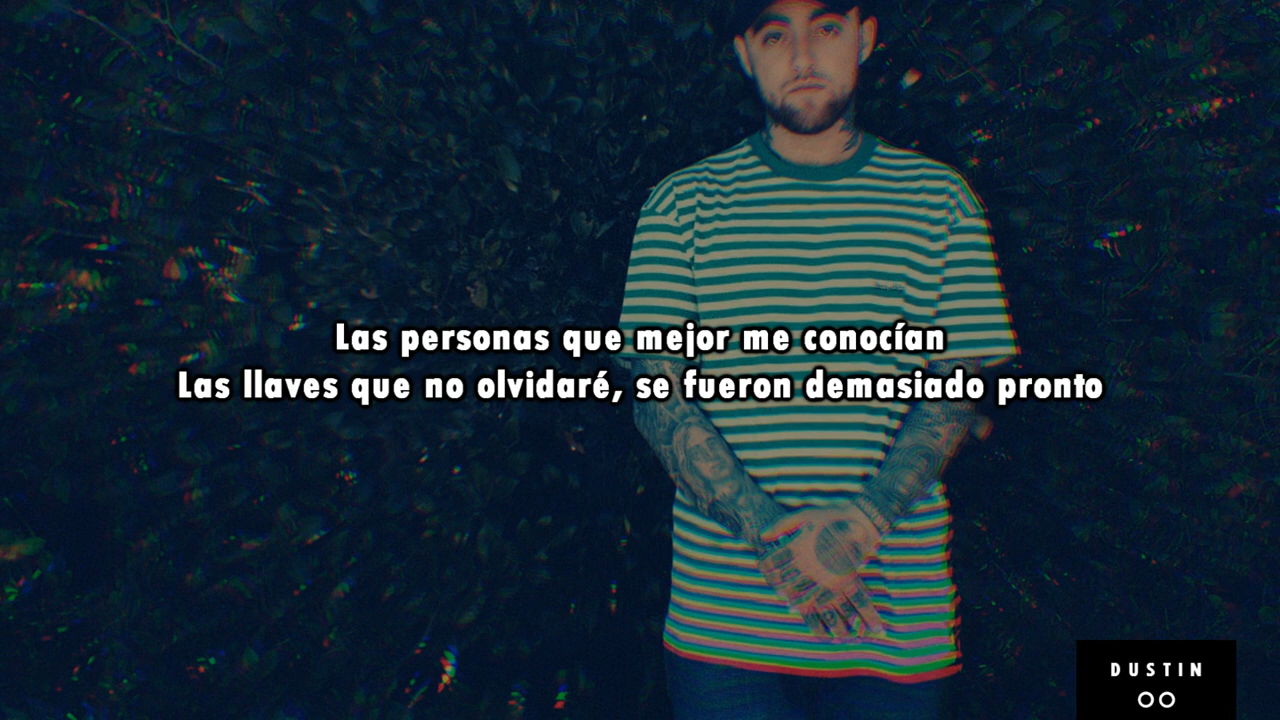 Las personas que mejor me conocían
Las llaves que no olvidaré, se fueron demasiado pronto
DUSTIN